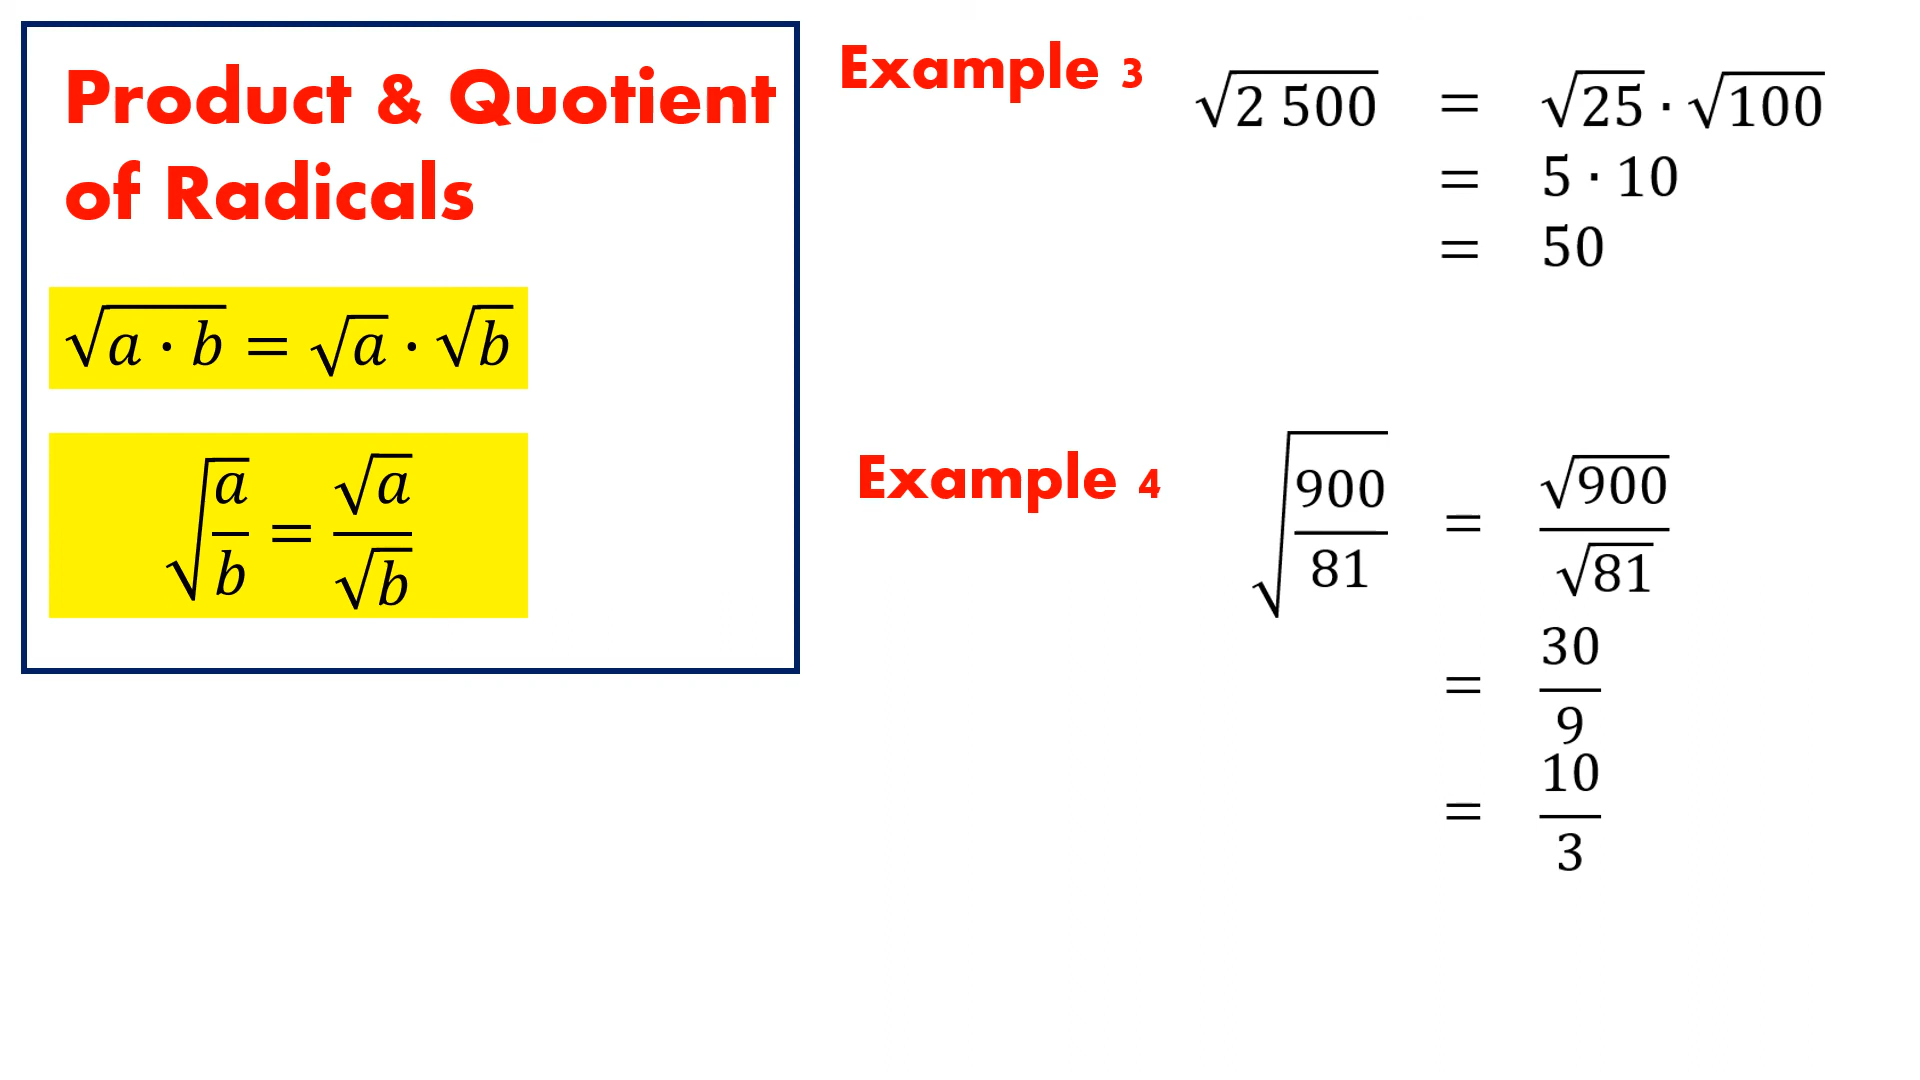 Product & Quotient
of Radicals
√(a · b) = √a · √b
√(a/b) = √a/√b
Example 3
√(2 500) = √25 · √100
= 5 · 10
= 50
Example 4
√(900/81) = √900/√81
= 30/9
= 10/3